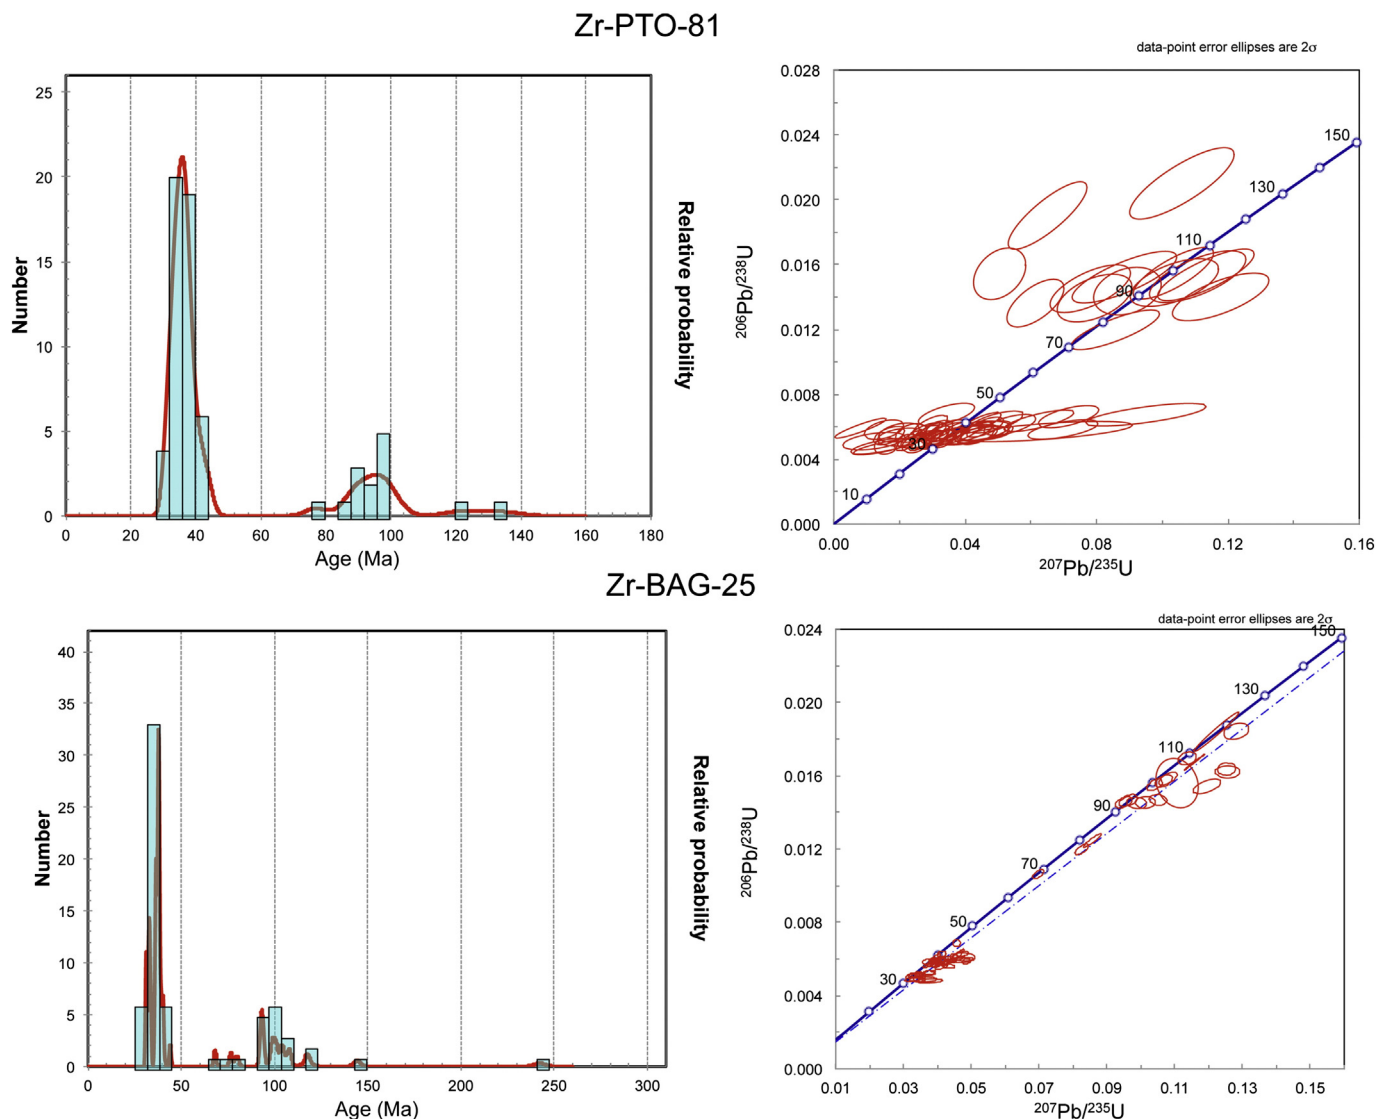 Zr-PTO-81
data-point error ellipses are 2σ
25
20
15
10
5
0
Number
0 20 40 60 80 100 120 140 160 180
Age (Ma)
Relative probability
0.028
0.024
0.020
0.016
0.012
0.008
0.004
0.000
206Pb/238U
150
130
110
90
70
50
30
10
0.00 0.04 0.08 0.12 0.16
207Pb/235U
Zr-BAG-25
data-point error ellipses are 2σ
40
35
30
25
20
15
10
5
0
Number
0 50 100 150 200 250 300
Age (Ma)
Relative probability
0.024
0.020
0.016
0.012
0.008
0.004
0.000
206Pb/238U
150
130
110
90
70
50
30
0.01 0.03 0.05 0.07 0.09 0.11 0.13 0.15
207Pb/235U